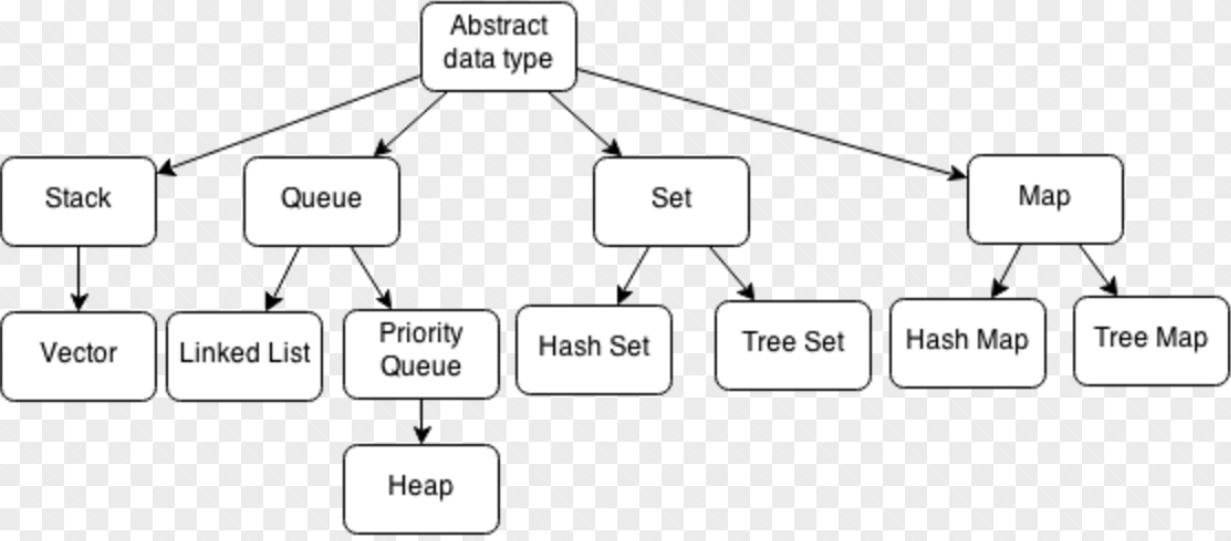 Abstract
data type
Stack
Queue
Set
Map
Vector
Linked List
Priority
Queue
Hash Set
Tree Set
Hash Map
Tree Map
Heap